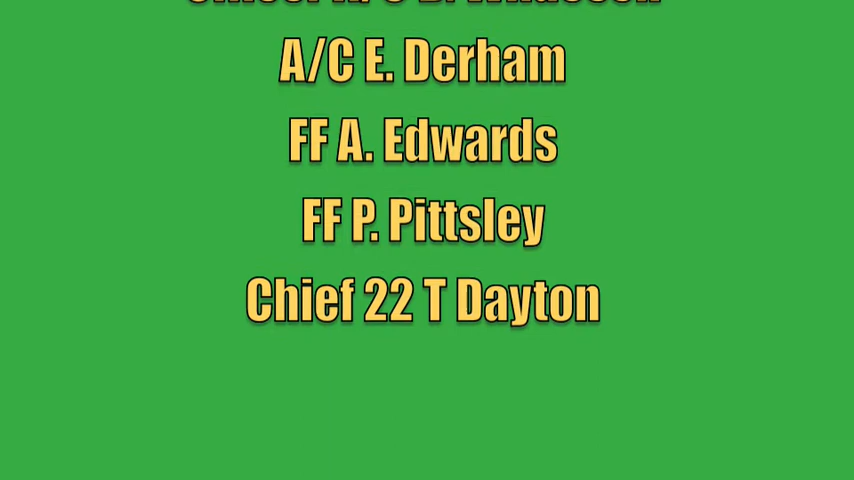 A/C E. Derham
FF A. Edwards
FF P. Pittsley
Chief 22 T Dayton